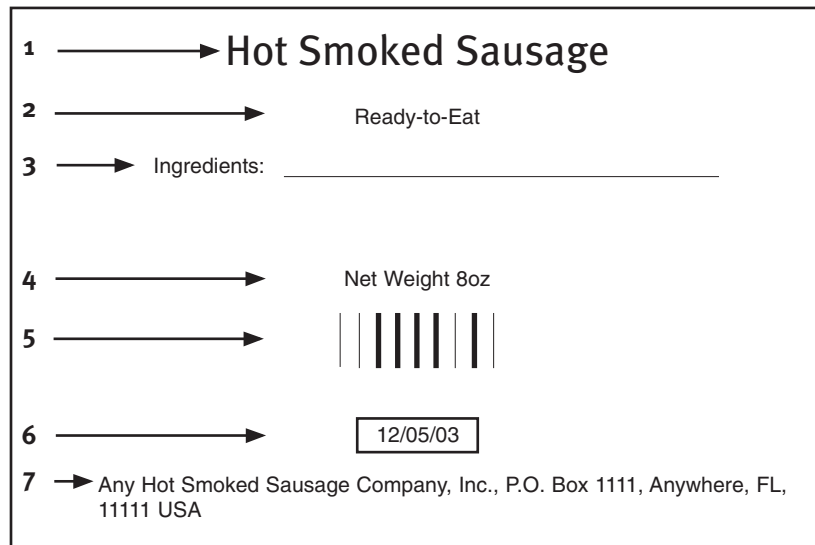 1 Hot Smoked Sausage
2 Ready-to-Eat
3 Ingredients:
4 Net Weight 8oz
5
6 12/05/03
7 Any Hot Smoked Sausage Company, Inc., P.O. Box 1111, Anywhere, FL,
11111 USA